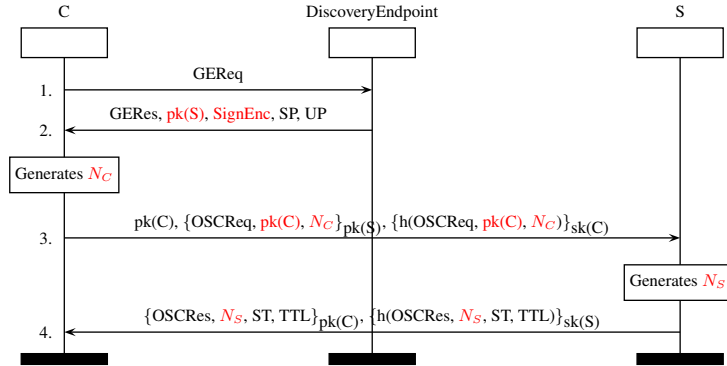 C DiscoveryEndpoint S
1. GEReq
2. GERes, pk(S), SignEnc, SP, UP
Generates N_C
3. pk(C), {OSCReq, pk(C), N_C}_pk(S), {h(OSCReq, pk(C), N_C)}_sk(C)
Generates N_S
4. {OSCRes, N_S, ST, TTL}_pk(C), {h(OSCRes, N_S, ST, TTL)}_sk(S)